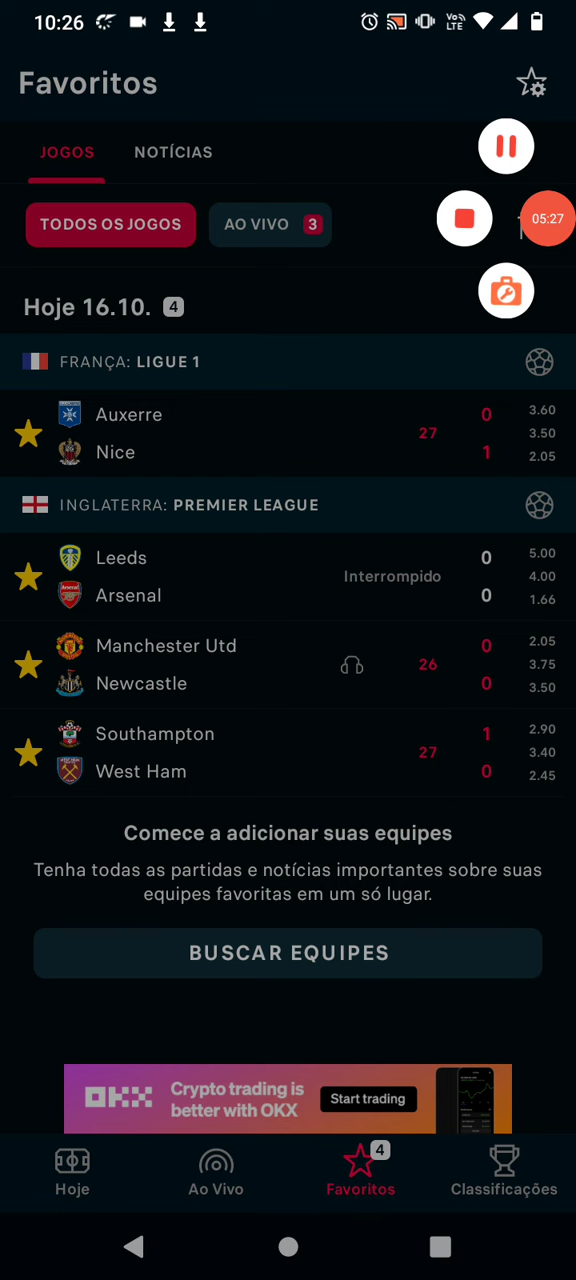 10:26
Vo LTE
Favoritos
JOGOS NOTÍCIAS
TODOS OS JOGOS AO VIVO 3
05:27
Hoje 16.10. 4
FRANÇA: LIGUE 1
Auxerre 0 3.60
27 3.50
Nice 1 2.05
INGLATERRA: PREMIER LEAGUE
Leeds 0 5.00
Interrompido 4.00
Arsenal 0 1.66
Manchester Utd 0 2.05
26 3.75
Newcastle 0 3.50
Southampton 1 2.90
27 3.40
West Ham 0 2.45
Comece a adicionar suas equipes
Tenha todas as partidas e notícias importantes sobre suas
equipes favoritas em um só lugar.
BUSCAR EQUIPES
OKX Crypto trading is
better with OKX
Start trading
4
Hoje Ao Vivo Favoritos Classificações